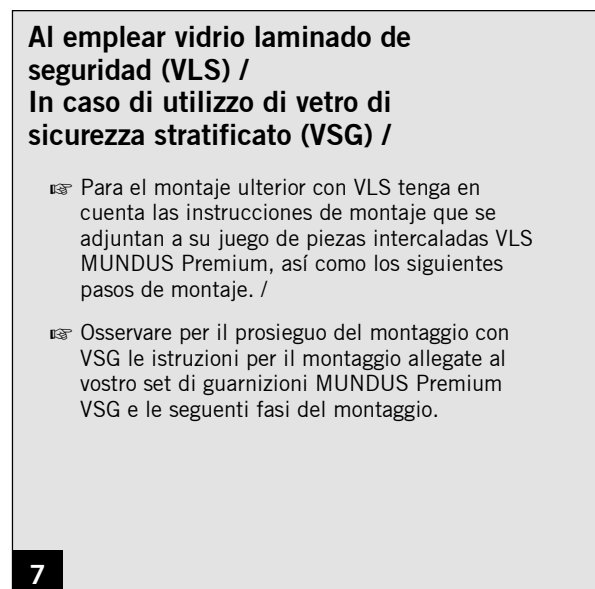 Al emplear vidrio laminado de
seguridad (VLS) /
In caso di utilizzo di vetro di
sicurezza stratificato (VSG) /
☞ Para el montaje ulterior con VLS tenga en
cuenta las instrucciones de montaje que se
adjuntan a su juego de piezas intercaladas VLS
MUNDUS Premium, así como los siguientes
pasos de montaje. /
☞ Osservare per il prosieguo del montaggio con
VSG le istruzioni per il montaggio allegate al
vostro set di guarnizioni MUNDUS Premium
VSG e le seguenti fasi del montaggio.
7